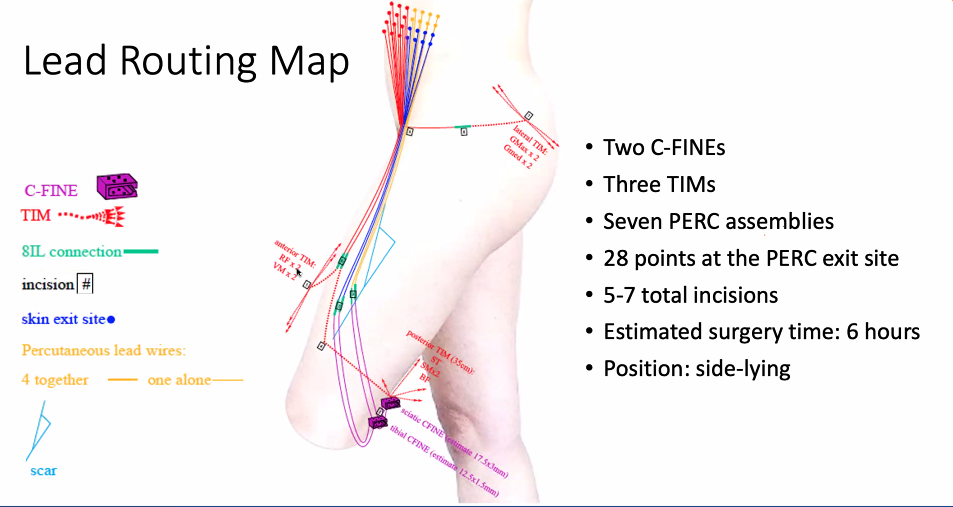 Lead Routing Map
C-FINE
TIM
8IL connection
incision #
skin exit site
Percutaneous lead wires:
4 together
one alone
scar
lateral TIM:
GMax x 2
Gmed x 2
anterior TIM:
RF x 2
VM x 2
posterior TIM (35cm):
ST
SMx2
BF
sciatic CFINE (estimate 17.5x3mm)
tibial CFINE (estimate 12.5x1.5mm)
• Two C-FINEs
• Three TIMs
• Seven PERC assemblies
• 28 points at the PERC exit site
• 5-7 total incisions
• Estimated surgery time: 6 hours
• Position: side-lying